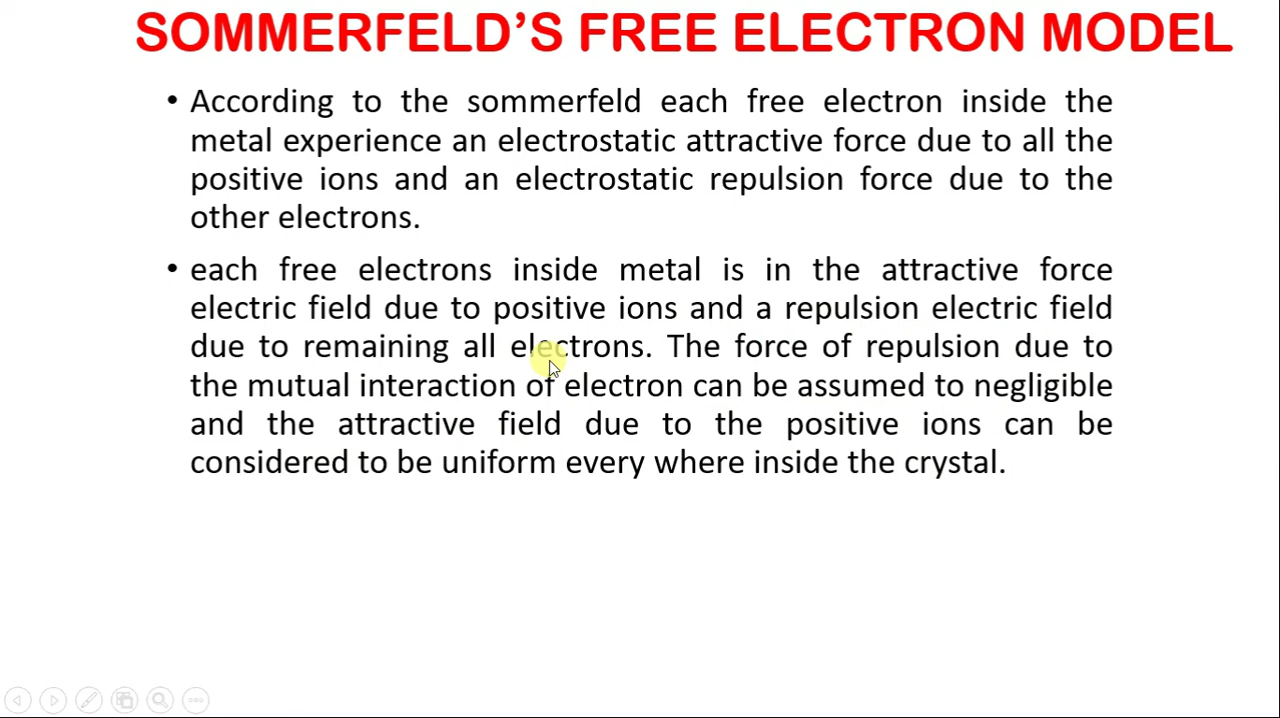 SOMMERFELD’S FREE ELECTRON MODEL
• According to the sommerfeld each free electron inside the
metal experience an electrostatic attractive force due to all the
positive ions and an electrostatic repulsion force due to the
other electrons.
• each free electrons inside metal is in the attractive force
electric field due to positive ions and a repulsion electric field
due to remaining all electrons. The force of repulsion due to
the mutual interaction of electron can be assumed to negligible
and the attractive field due to the positive ions can be
considered to be uniform every where inside the crystal.